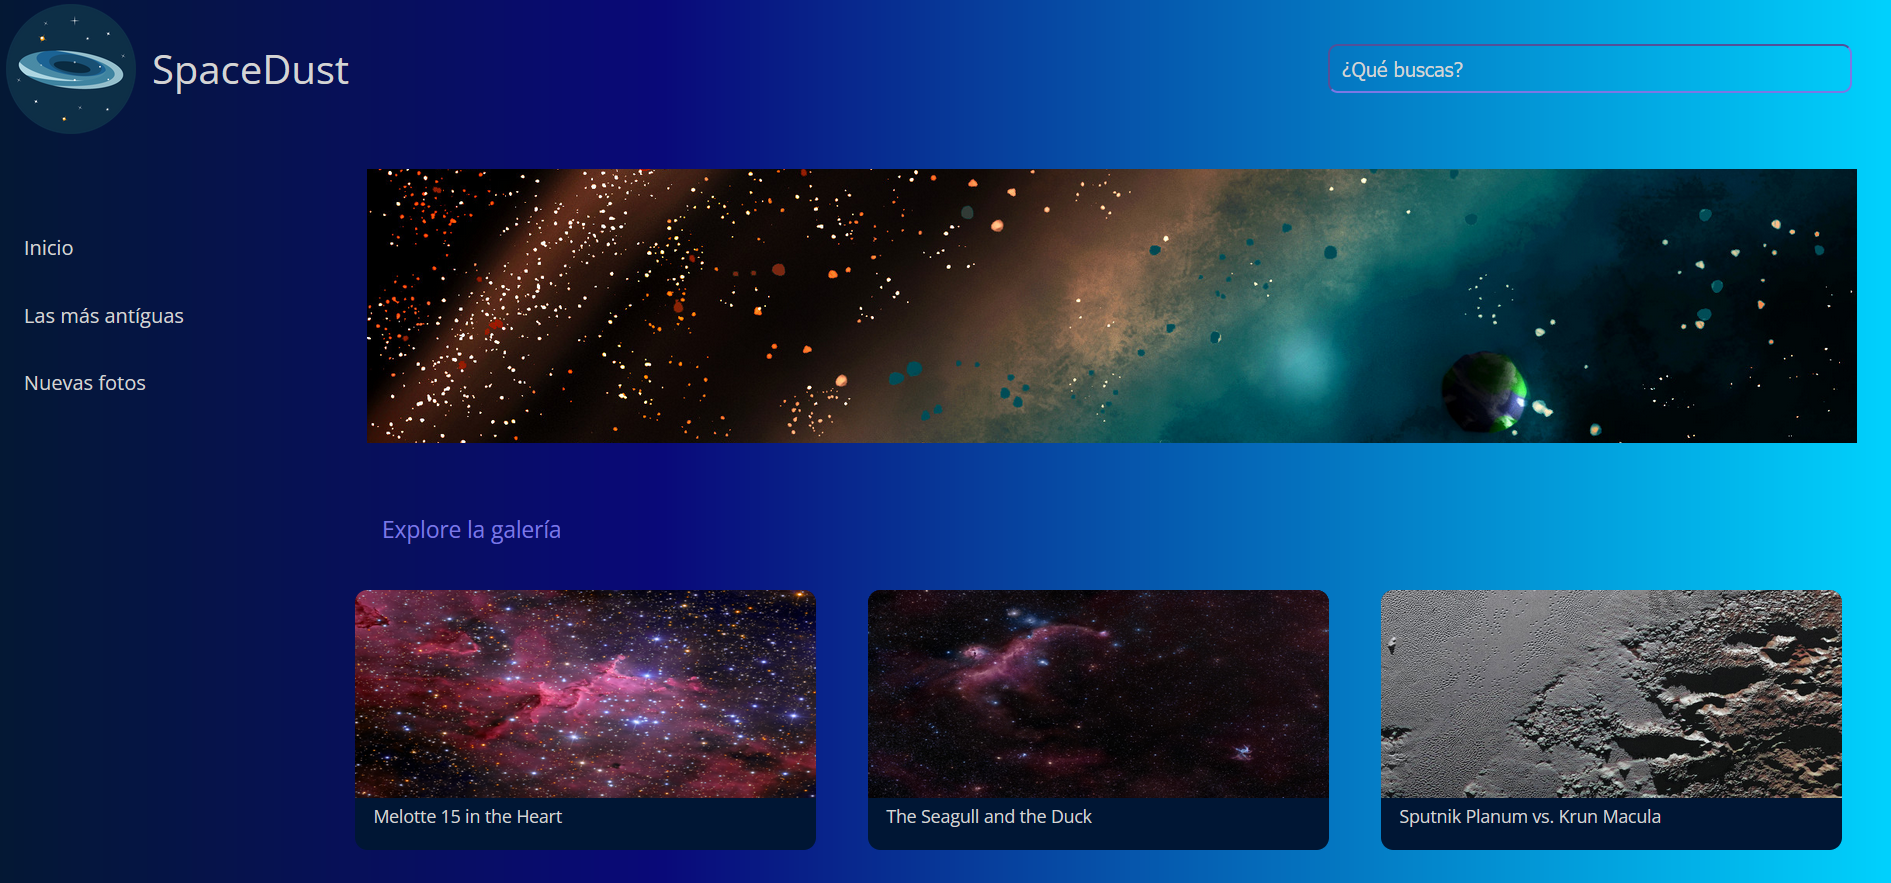 SpaceDust
¿Qué buscas?
Inicio
Las más antíguas
Nuevas fotos
Explore la galería
Melotte 15 in the Heart
The Seagull and the Duck
Sputnik Planum vs. Krun Macula